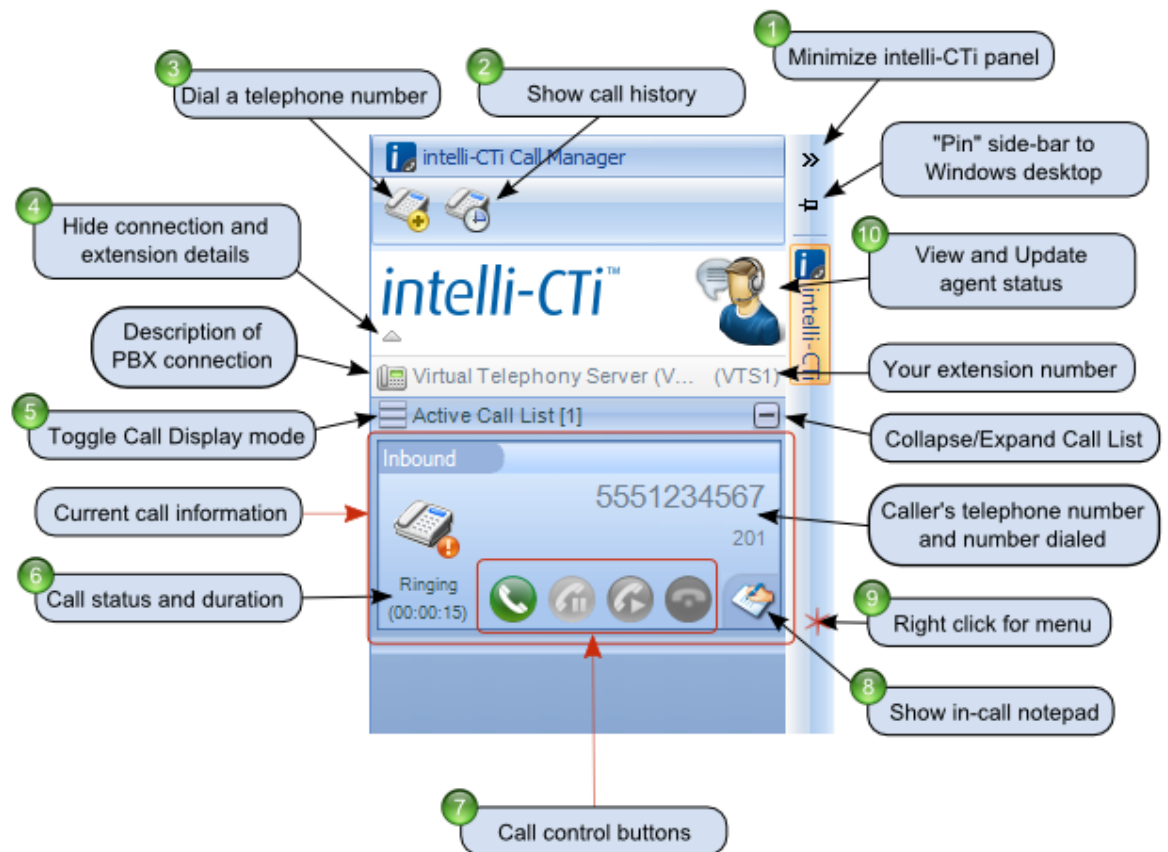 1
Minimize intelli-CTi panel
2
Show call history
3
Dial a telephone number
"Pin" side-bar to
Windows desktop
i intelli-CTi Call Manager
4
Hide connection and
extension details
10
View and Update
agent status
intelli-CTi™
i intelli-CTi
Description of
PBX connection
Virtual Telephony Server (V... (VTS1)
Your extension number
5
Toggle Call Display mode
Active Call List [1]
Collapse/Expand Call List
Inbound
5551234567
201
Current call information
Caller's telephone number
and number dialed
6
Call status and duration
Ringing
(00:00:15)
9
Right click for menu
8
Show in-call notepad
7
Call control buttons